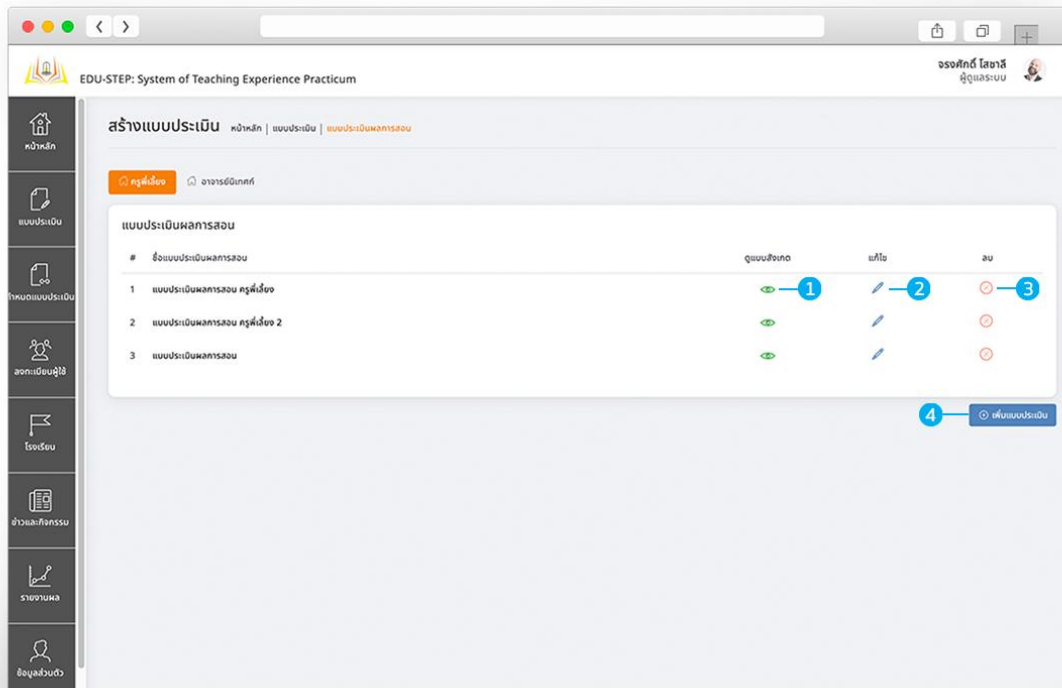 จรงศักดิ์ โสชาลี
EDU-STEP: System of Teaching Experience Practicum
ผู้ดูแลระบบ
สร้างแบบประเมิน หน้าหลัก | แบบประเมิน | แบบประเมินผลการสอน
หน้าหลัก
ครูพี่เลี้ยง อาจารย์นิเทศก์
แบบประเมิน
แบบประเมินผลการสอน
# ชื่อแบบประเมินผลการสอน ดูแบบสังเกต แก้ไข ลบ
1 แบบประเมินผลการสอน ครูพี่เลี้ยง 1 2 3
กำหนดแบบประเมิน
2 แบบประเมินผลการสอน ครูพี่เลี้ยง 2
3 แบบประเมินผลการสอน
ลงทะเบียนผู้ใช้
4 เพิ่มแบบประเมิน
โรงเรียน
ข่าวและกิจกรรม
รายงานผล
ข้อมูลส่วนตัว